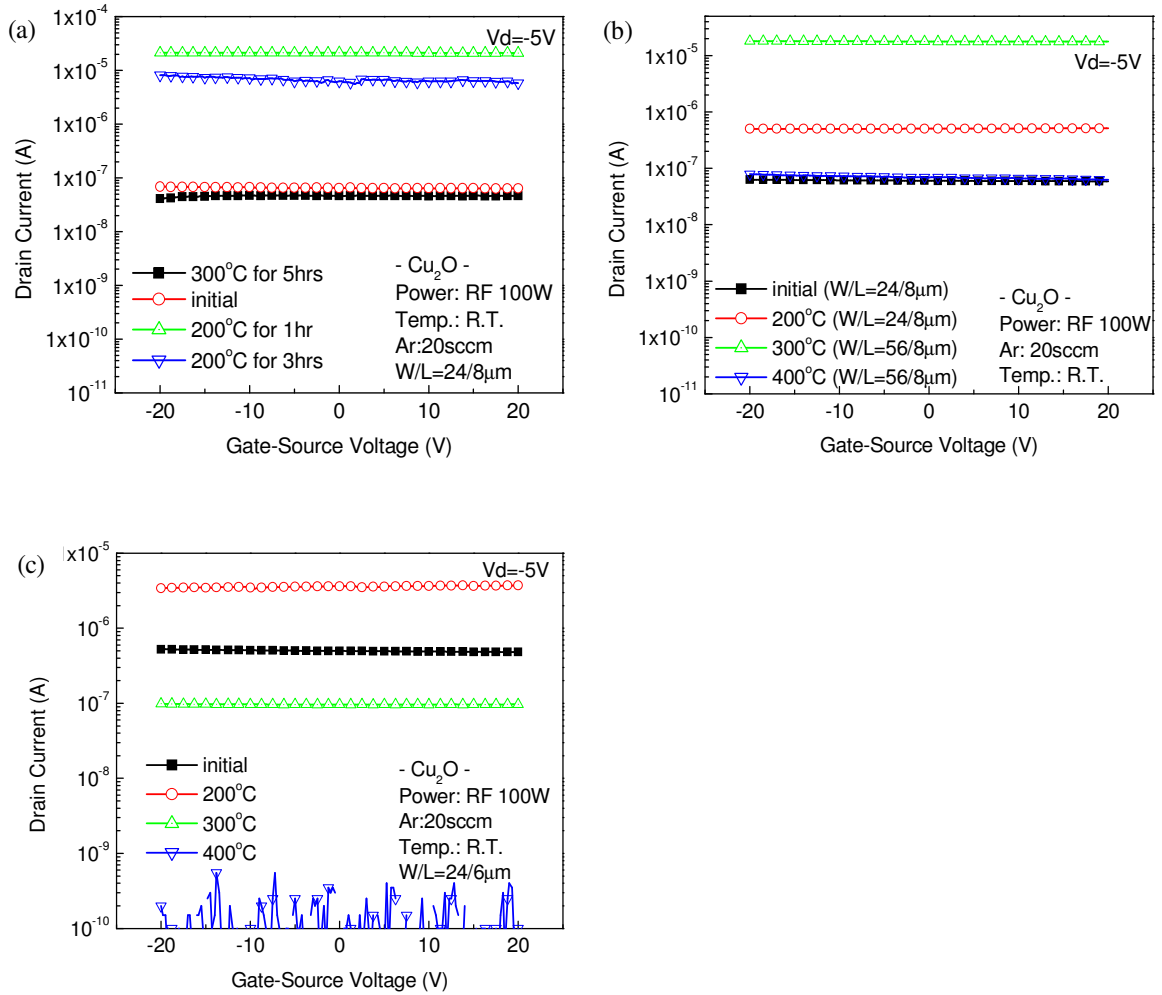 (a)
Vd=-5V
1x10⁻⁴
1x10⁻⁵
1x10⁻⁶
1x10⁻⁷
1x10⁻⁸
1x10⁻⁹
1x10⁻¹⁰
10⁻¹¹
Drain Current (A)
300°C for 5hrs
initial
200°C for 1hr
200°C for 3hrs
- Cu₂O -
Power: RF 100W
Temp.: R.T.
Ar:20sccm
W/L=24/8μm
-20 -10 0 10 20
Gate-Source Voltage (V)
(b)
Vd=-5V
1x10⁻⁵
1x10⁻⁶
1x10⁻⁷
1x10⁻⁸
1x10⁻⁹
1x10⁻¹⁰
10⁻¹¹
Drain Current (A)
initial (W/L=24/8μm)
200°C (W/L=24/8μm)
300°C (W/L=56/8μm)
400°C (W/L=56/8μm)
- Cu₂O -
Power: RF 100W
Ar: 20sccm
Temp.: R.T.
-20 -10 0 10 20
Gate-Source Voltage (V)
(c)
Vd=-5V
x10⁻⁵
10⁻⁶
10⁻⁷
10⁻⁸
10⁻⁹
10⁻¹⁰
Drain Current (A)
initial
200°C
300°C
400°C
- Cu₂O -
Power: RF 100W
Ar:20sccm
Temp.: R.T.
W/L=24/6μm
-20 -10 0 10 20
Gate-Source Voltage (V)